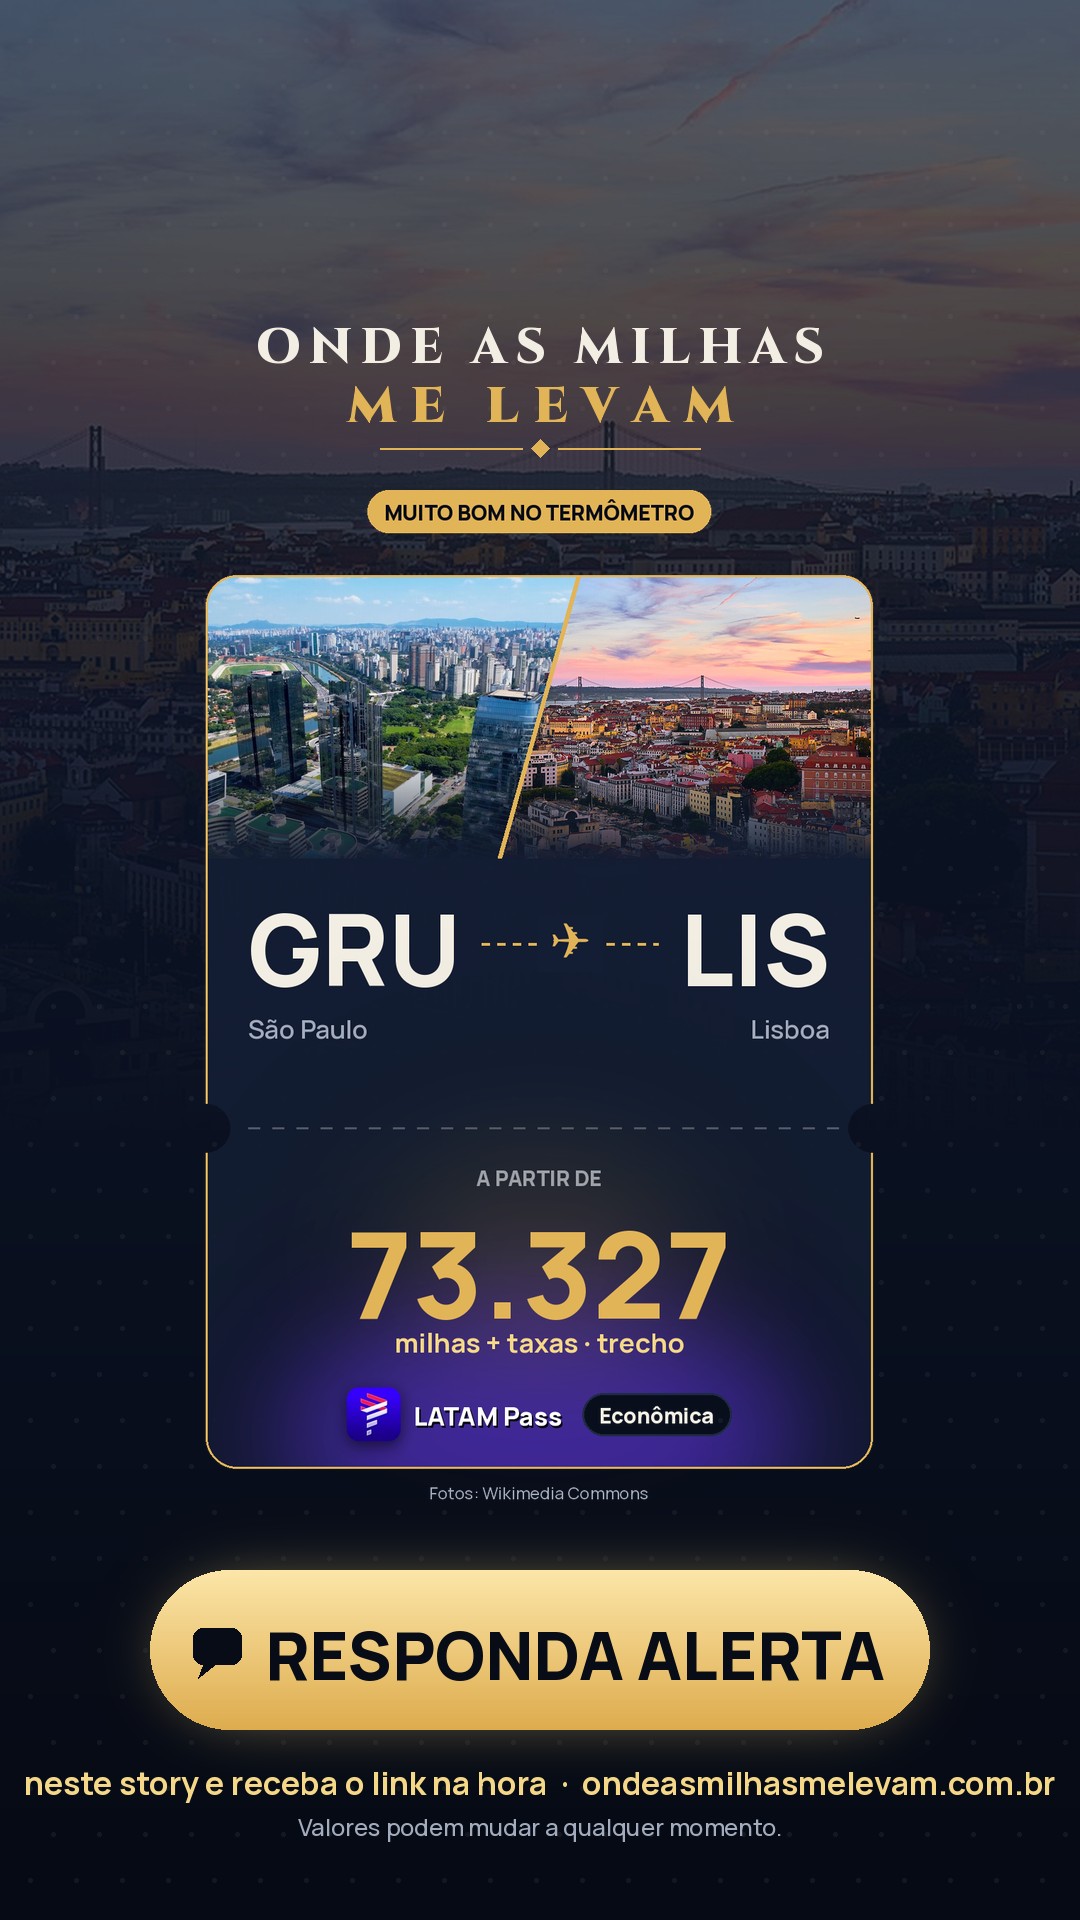 ONDE AS MILHAS
ME LEVAM
MUITO BOM NO TERMÔMETRO
GRU LIS
São Paulo Lisboa
A PARTIR DE
73.327
milhas + taxas · trecho
LATAM Pass Econômica
Fotos: Wikimedia Commons
RESPONDA ALERTA
neste story e receba o link na hora · ondeasmilhasmelevam.com.br
Valores podem mudar a qualquer momento.